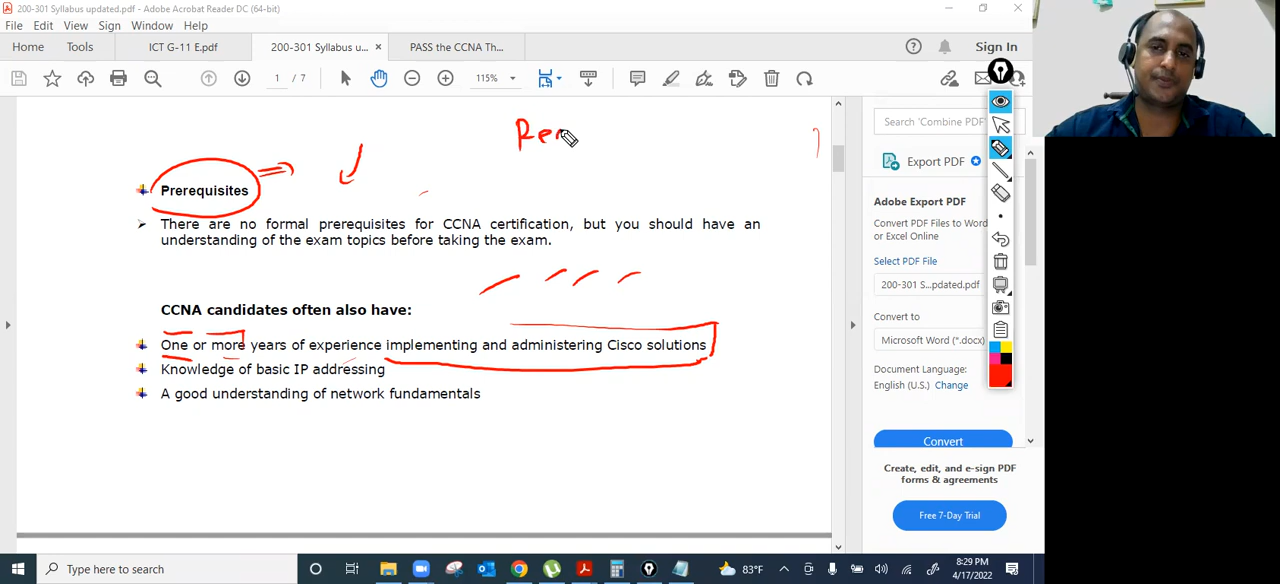 200-301 Syllabus updated.pdf - Adobe Acrobat Reader DC (64-bit)
File Edit View Sign Window Help
Home Tools ICT G-11 E.pdf 200-301 Syllabus u... × PASS the CCNA Th... Sign In
1 / 7 115%
Rer
Prerequisites
There are no formal prerequisites for CCNA certification, but you should have an
understanding of the exam topics before taking the exam.
CCNA candidates often also have:
One or more years of experience implementing and administering Cisco solutions
Knowledge of basic IP addressing
A good understanding of network fundamentals
Search 'Combine PDF'
Export PDF
Adobe Export PDF
Convert PDF Files to Word
or Excel Online
Select PDF File
200-301 S...pdated.pdf
Convert to
Microsoft Word (*.docx)
Document Language:
English (U.S.) Change
Convert
Create, edit, and e-sign PDF
forms & agreements
Free 7-Day Trial
Type here to search
83°F
8:29 PM
4/17/2022